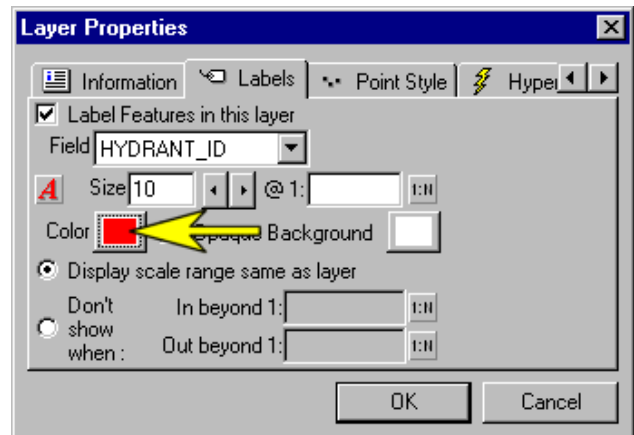 Layer Properties
Information Labels Point Style Hyper
Label Features in this layer
Field HYDRANT_ID
A Size 10 @ 1: 1:N
Color Opaque Background
Display scale range same as layer
Don't In beyond 1: 1:N
show
when : Out beyond 1: 1:N
OK Cancel